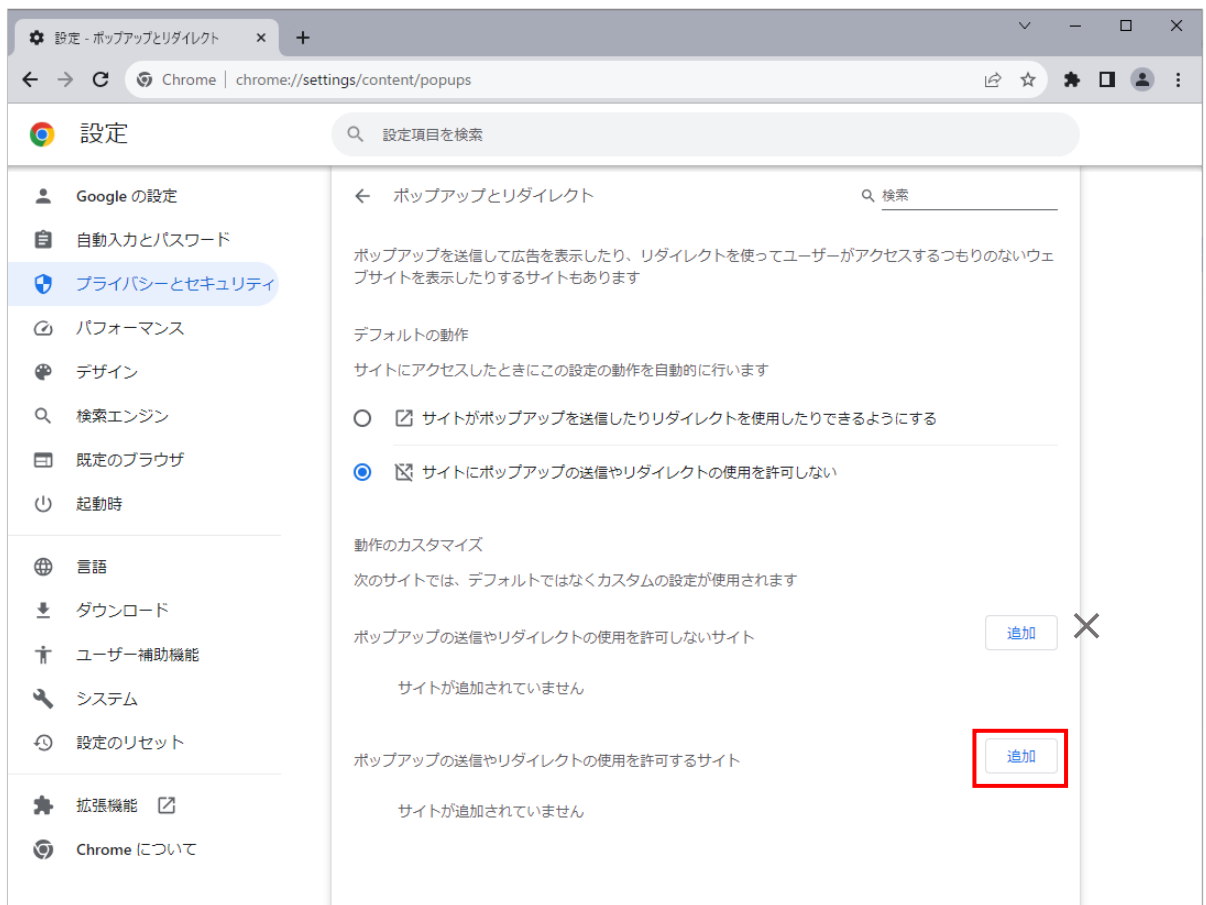 設定 - ポップアップとリダイレクト
Chrome chrome://settings/content/popups
設定
設定項目を検索
Google の設定
自動入力とパスワード
プライバシーとセキュリティ
パフォーマンス
デザイン
検索エンジン
既定のブラウザ
起動時
言語
ダウンロード
ユーザー補助機能
システム
設定のリセット
拡張機能
Chrome について
ポップアップとリダイレクト
検索
ポップアップを送信して広告を表示したり、リダイレクトを使ってユーザーがアクセスするつもりのないウェ
ブサイトを表示したりするサイトもあります
デフォルトの動作
サイトにアクセスしたときにこの設定の動作を自動的に行います
サイトがポップアップを送信したりリダイレクトを使用したりできるようにする
サイトにポップアップの送信やリダイレクトの使用を許可しない
動作のカスタマイズ
次のサイトでは、デフォルトではなくカスタムの設定が使用されます
ポップアップの送信やリダイレクトの使用を許可しないサイト
追加
サイトが追加されていません
ポップアップの送信やリダイレクトの使用を許可するサイト
追加
サイトが追加されていません